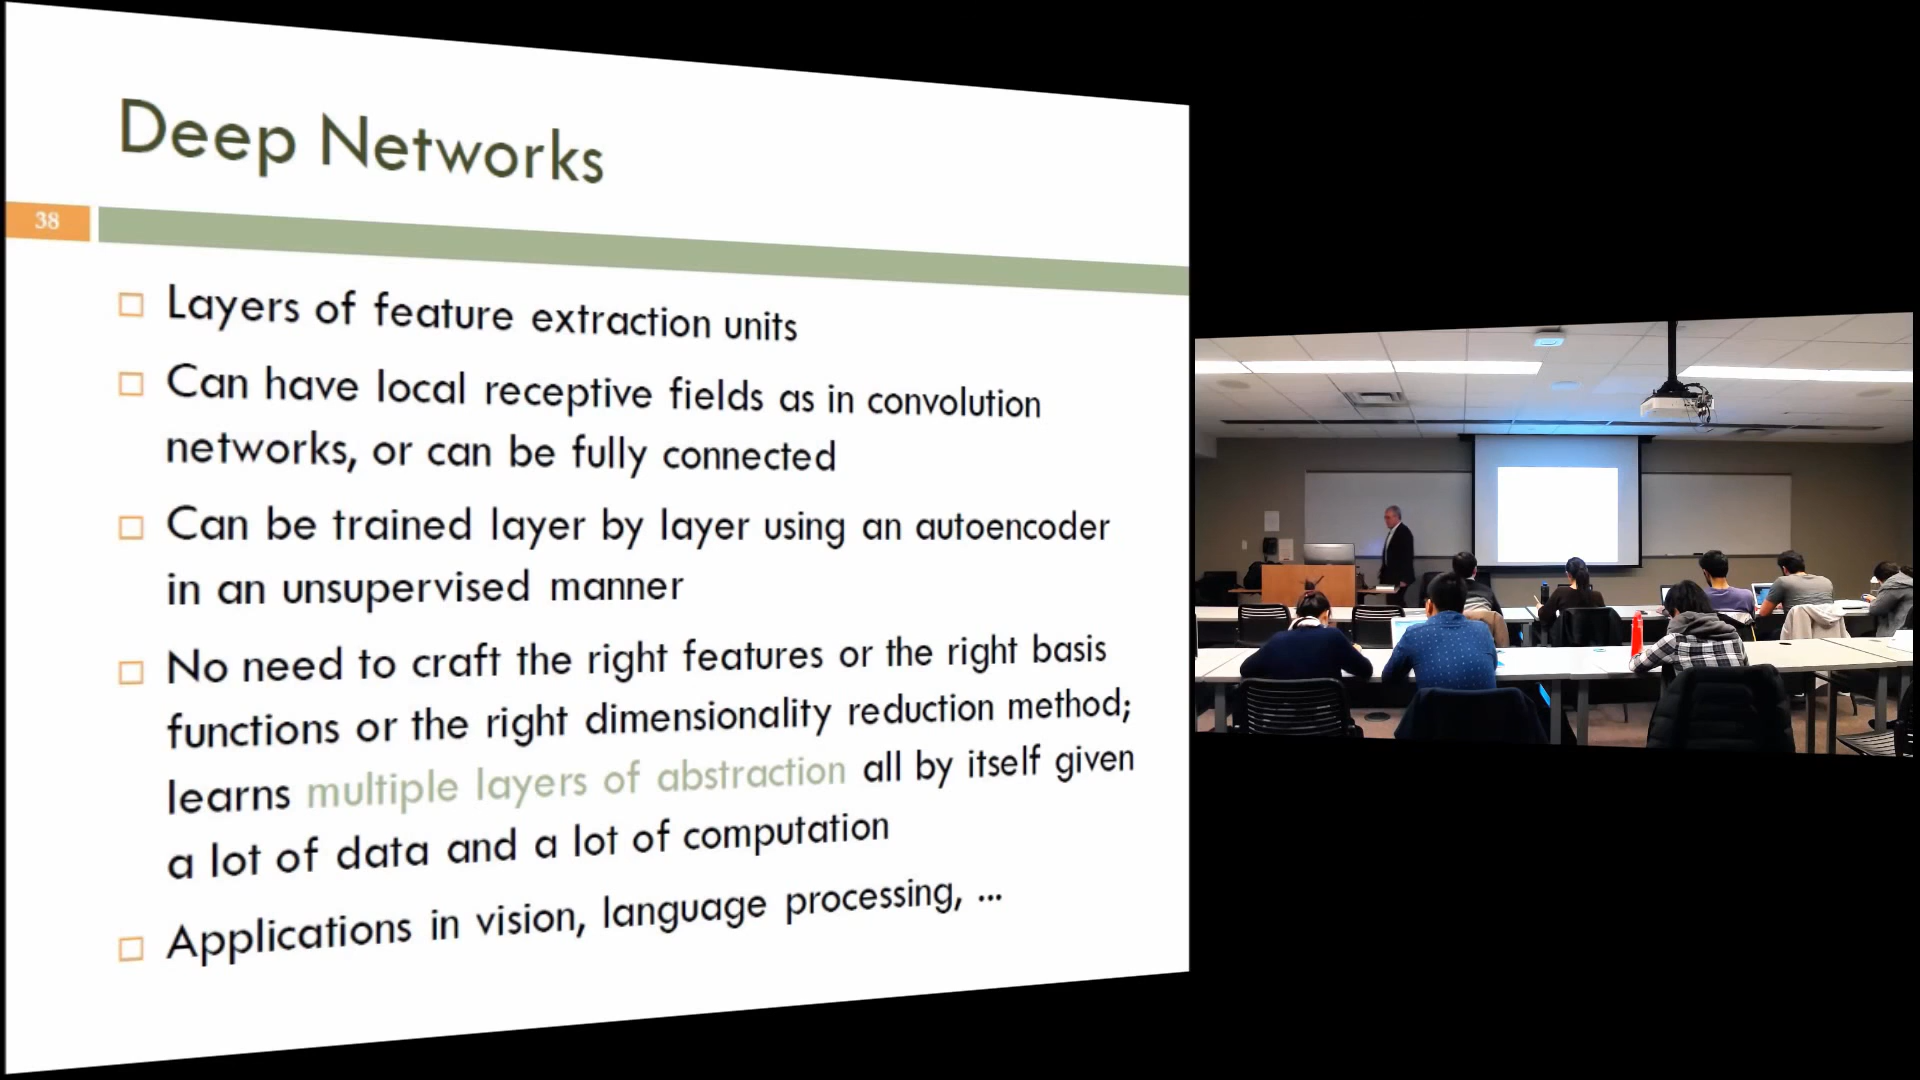 Deep Networks
38
Layers of feature extraction units
Can have local receptive fields as in convolution
networks, or can be fully connected
Can be trained layer by layer using an autoencoder
in an unsupervised manner
No need to craft the right features or the right basis
functions or the right dimensionality reduction method;
learns multiple layers of abstraction all by itself given
a lot of data and a lot of computation
Applications in vision, language processing, ...